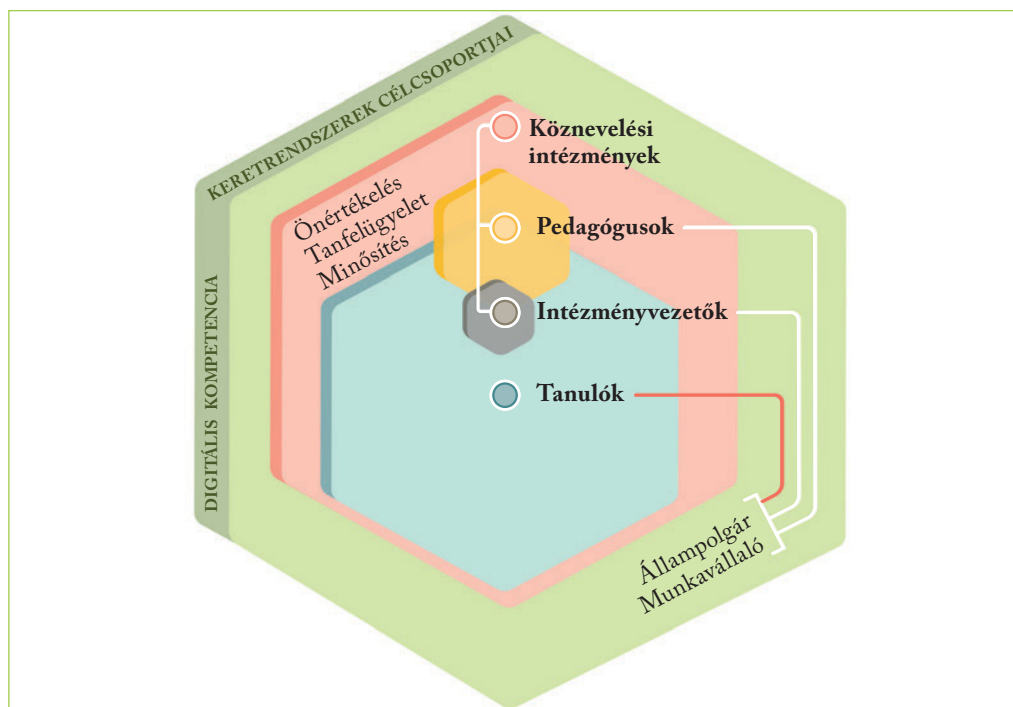 DIGITÁLIS KOMPETENCIA
KERETRENDSZEREK CÉLCSOPORTJAI
Önértékelés
Tanfelügyelet
Minősítés
Köznevelési
intézmények
Pedagógusok
Intézményvezetők
Tanulók
Állampolgár
Munkavállaló